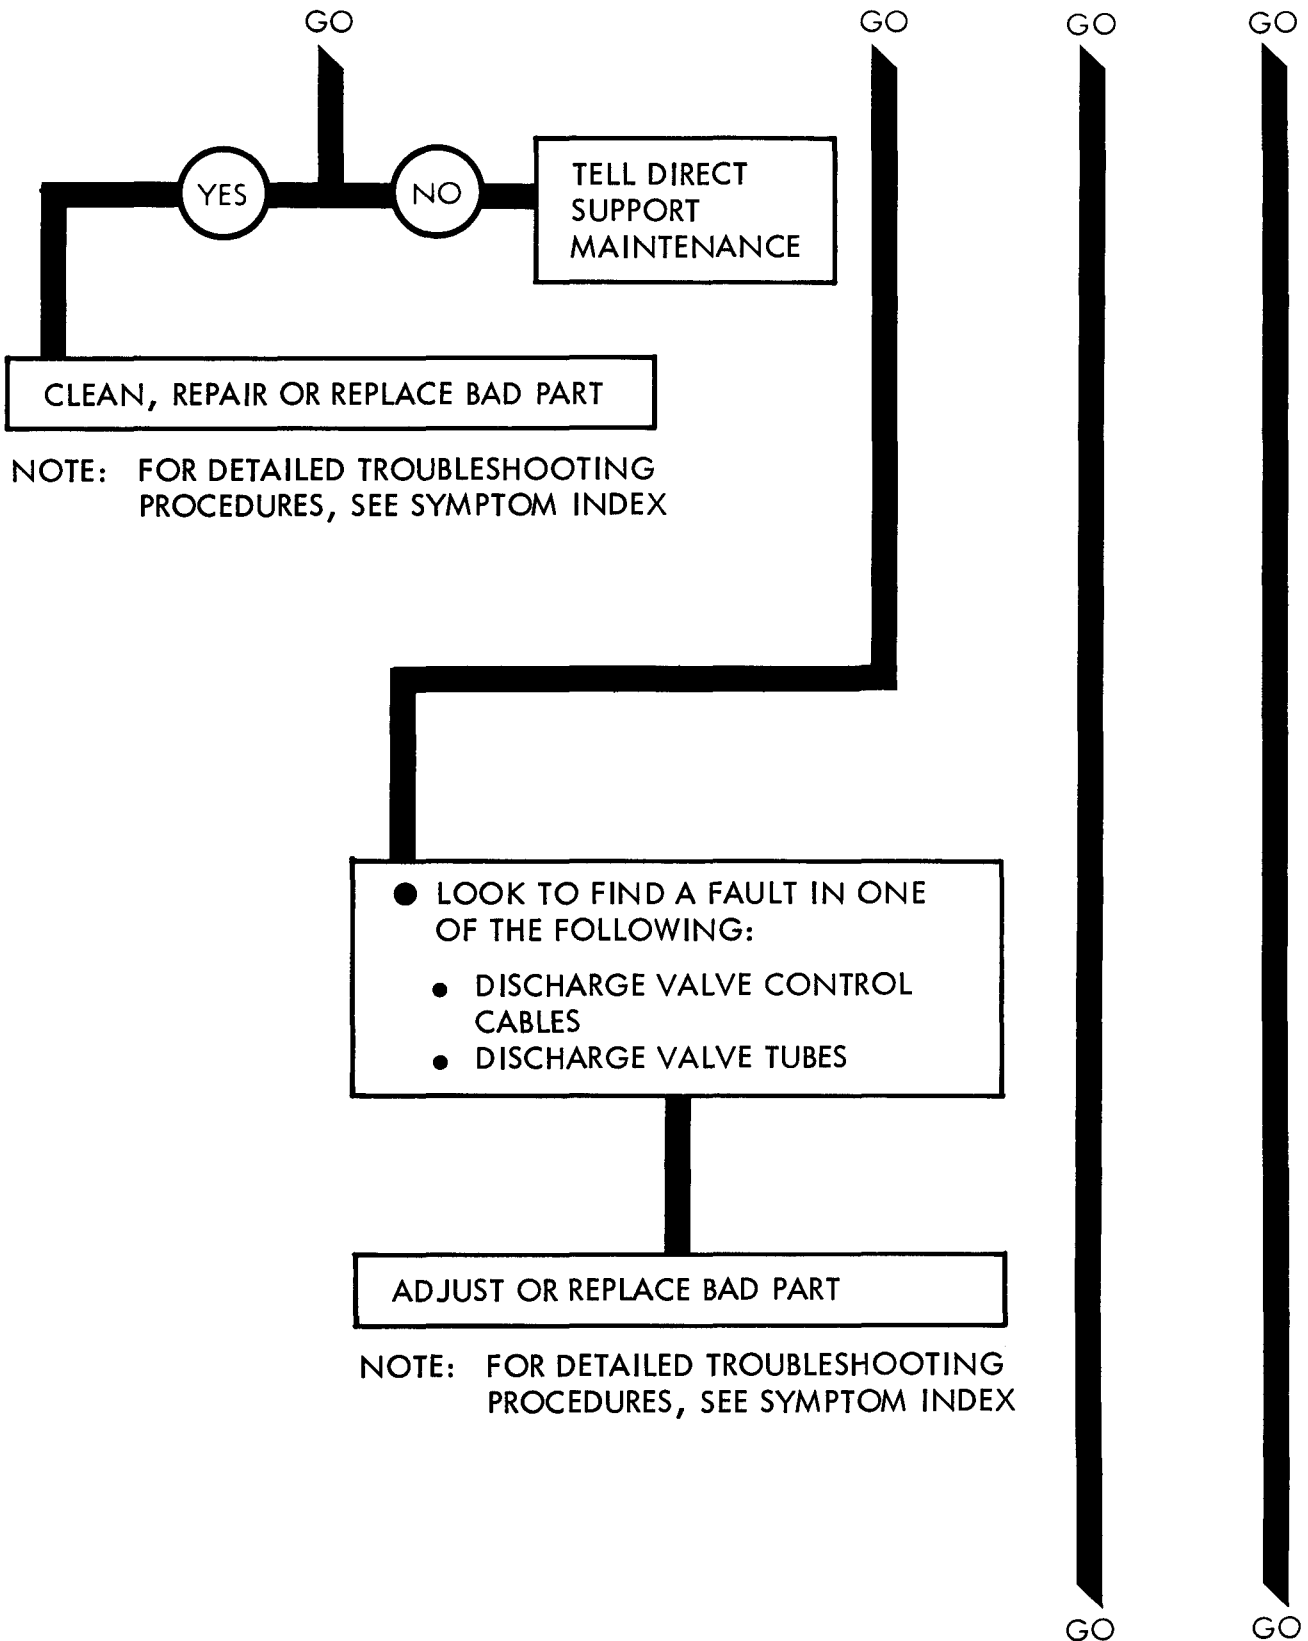 GO
GO
GO
GO
YES
NO
TELL DIRECT
SUPPORT
MAINTENANCE
CLEAN, REPAIR OR REPLACE BAD PART
NOTE: FOR DETAILED TROUBLESHOOTING
PROCEDURES, SEE SYMPTOM INDEX
● LOOK TO FIND A FAULT IN ONE
OF THE FOLLOWING:
● DISCHARGE VALVE CONTROL
CABLES
● DISCHARGE VALVE TUBES
ADJUST OR REPLACE BAD PART
NOTE: FOR DETAILED TROUBLESHOOTING
PROCEDURES, SEE SYMPTOM INDEX
GO
GO